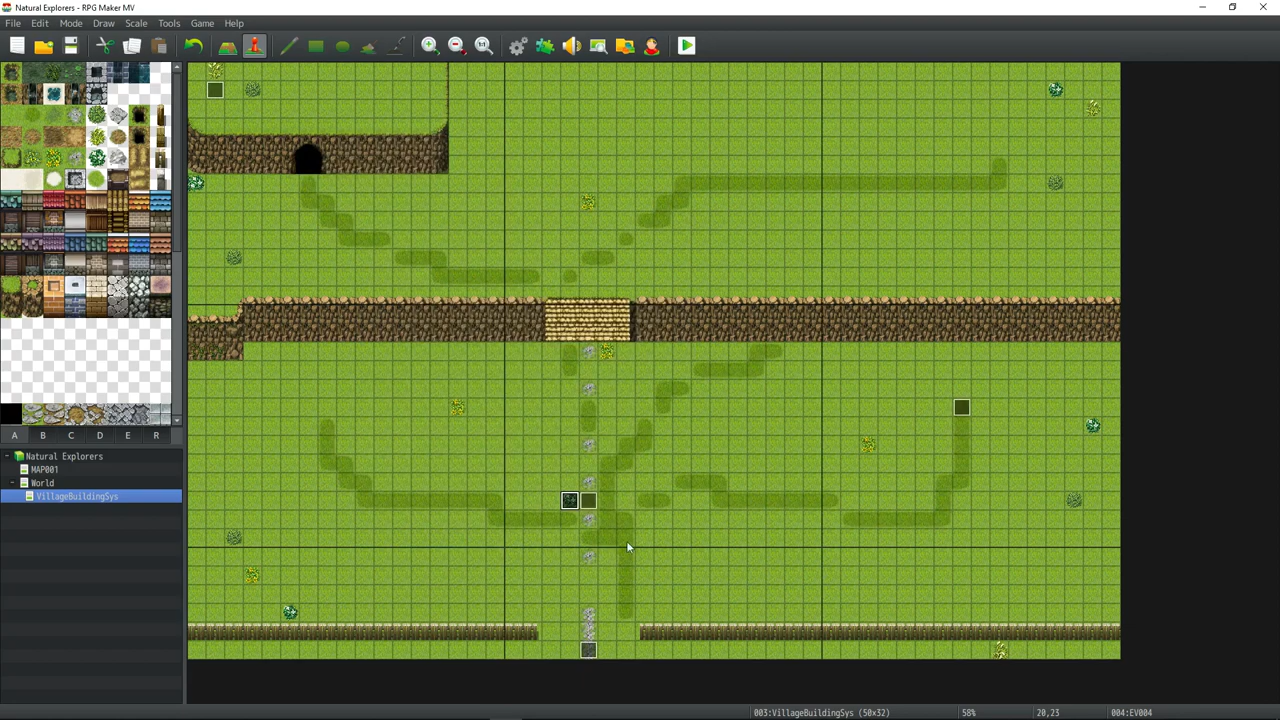 Natural Explorers - RPG Maker MV
File Edit Mode Draw Scale Tools Game Help
A B C D E R
Natural Explorers
MAP001
World
VillageBuildingSys
003:VillageBuildingSys (50x32) 58% 20,23 004:EV004